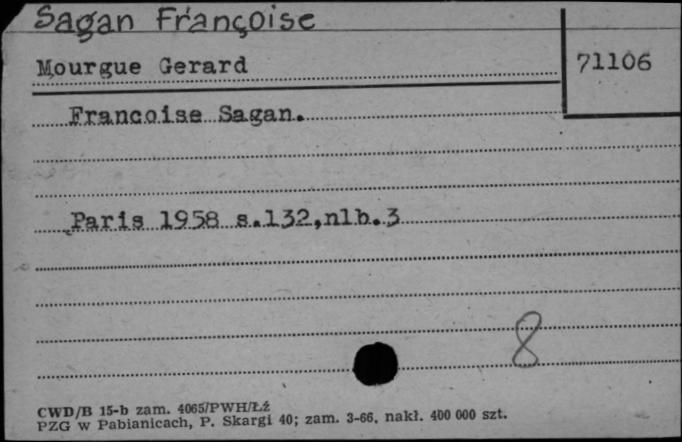 Sagan Françoise
Mourgue Gerard
71106
Francoise Sagan.
Paris 1958 s.132,nlb.3
8
CWD/B 15-b zam. 4065/PWH/Łź
PZG w Pabianicach, P. Skargi 40; zam. 3-66, nakł. 400 000 szt.